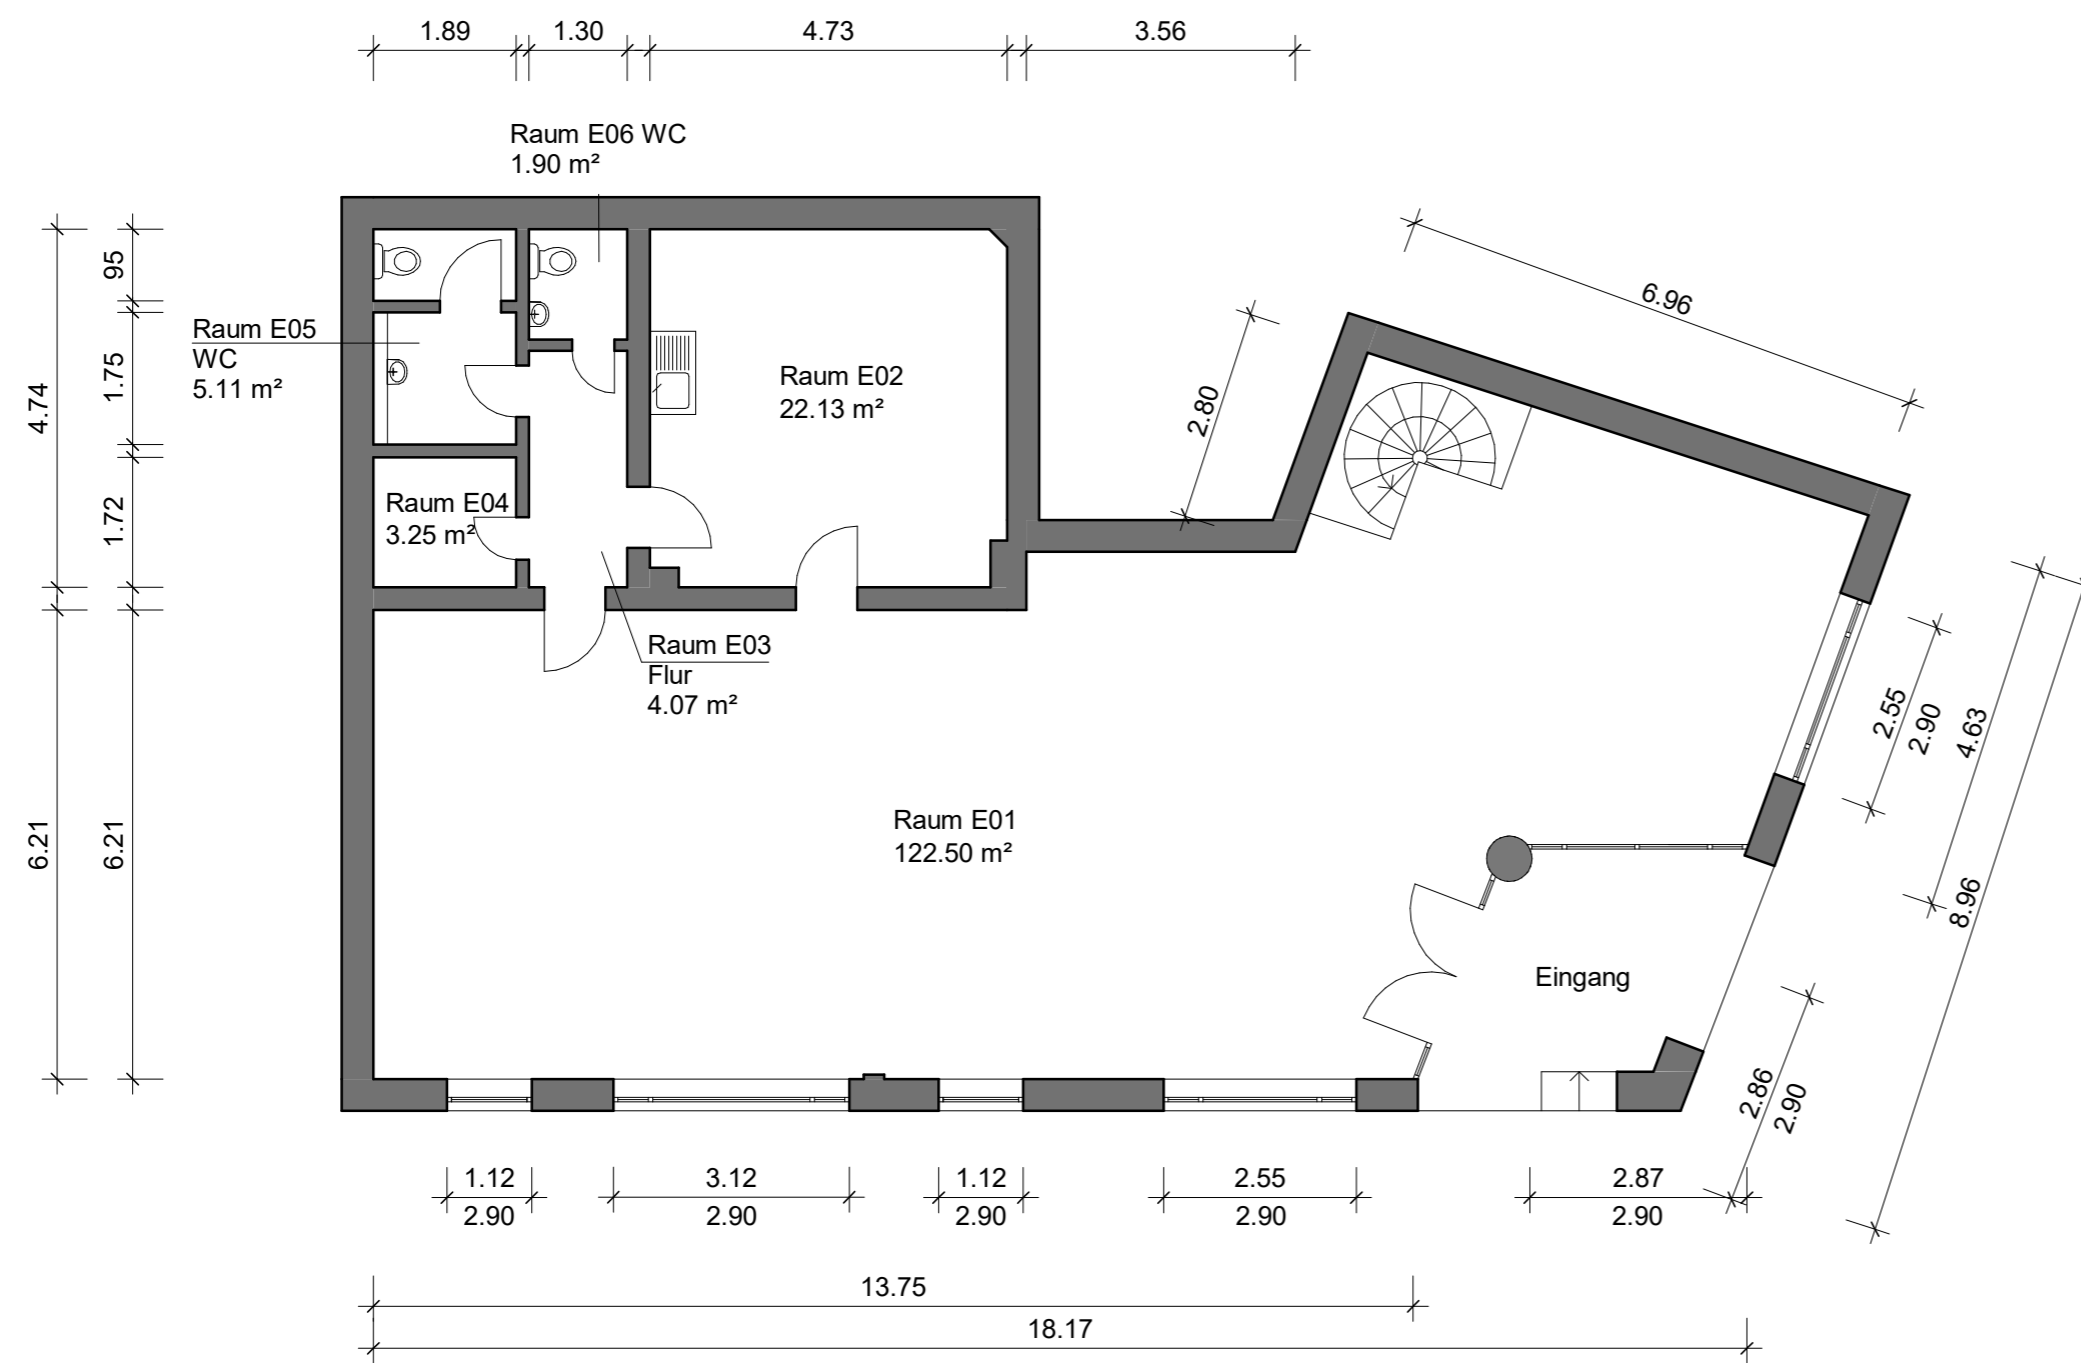 1.89
1.30
4.73
3.56
Raum E06 WC
1.90 m²
95
1.75
4.74
1.72
6.21
6.21
Raum E05
WC
5.11 m²
Raum E04
3.25 m²
Raum E02
22.13 m²
Raum E03
Flur
4.07 m²
2.80
6.96
Raum E01
122.50 m²
2.55
2.90
4.63
8.96
Eingang
2.86
2.90
1.12
2.90
3.12
2.90
1.12
2.90
2.55
2.90
2.87
2.90
13.75
18.17